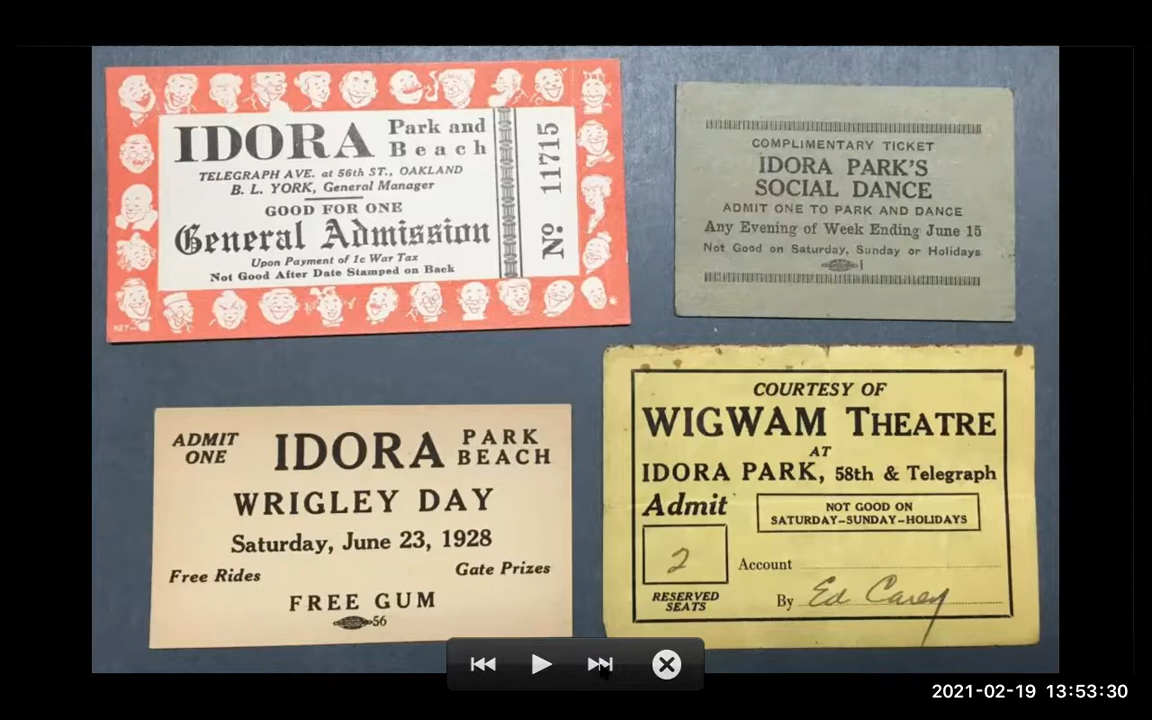 IDORA Park and Beach
TELEGRAPH AVE. at 56th ST., OAKLAND
B. L. YORK, General Manager
GOOD FOR ONE
General Admission
Upon Payment of 1c War Tax
Not Good After Date Stamped on Back
No. 11715
COMPLIMENTARY TICKET
IDORA PARK'S
SOCIAL DANCE
ADMIT ONE TO PARK AND DANCE
Any Evening of Week Ending June 15
Not Good on Saturday, Sunday or Holidays
ADMIT ONE IDORA PARK BEACH
WRIGLEY DAY
Saturday, June 23, 1928
Free Rides Gate Prizes
FREE GUM
56
COURTESY OF
WIGWAM THEATRE
AT
IDORA PARK, 58th & Telegraph
Admit
NOT GOOD ON
SATURDAY-SUNDAY-HOLIDAYS
2
RESERVED
SEATS
Account
By Ed Carey
2021-02-19 13:53:30